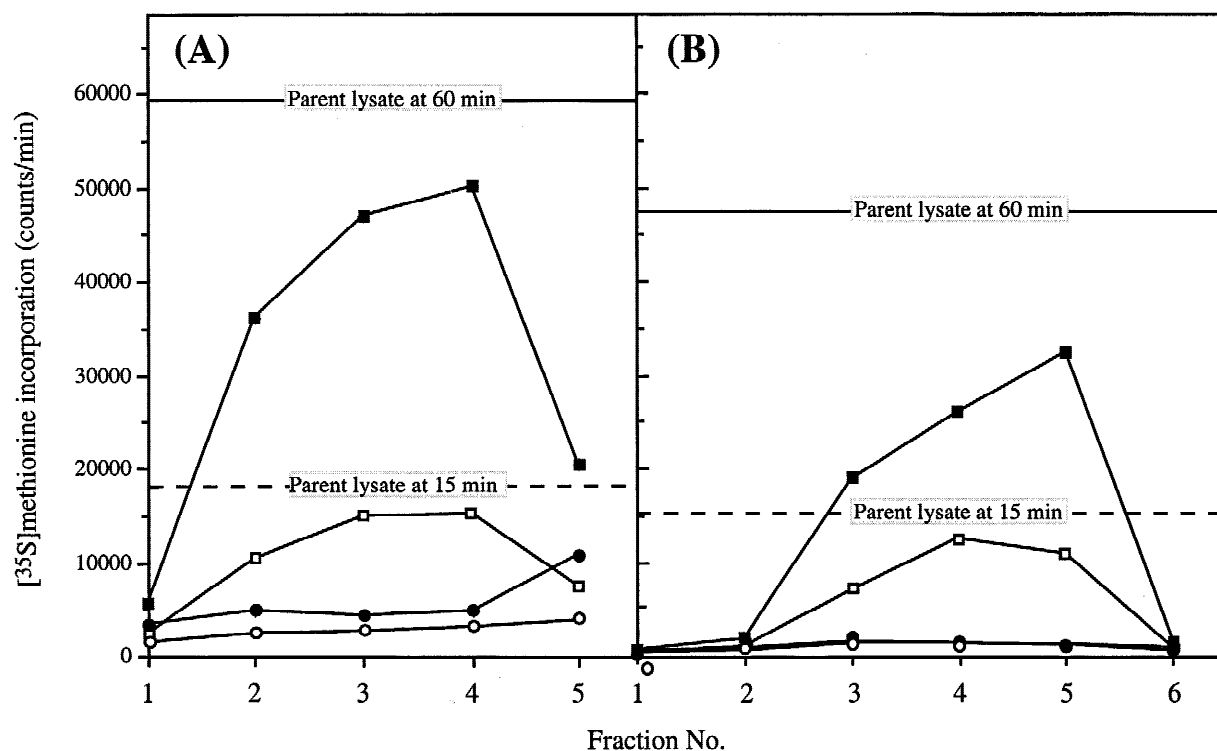 (A)
(B)
[³⁵S]methionine incorporation (counts/min)
60000
50000
40000
30000
20000
10000
0
Parent lysate at 60 min
Parent lysate at 15 min
Parent lysate at 60 min
Parent lysate at 15 min
1 2 3 4 5
1 2 3 4 5 6
Fraction No.